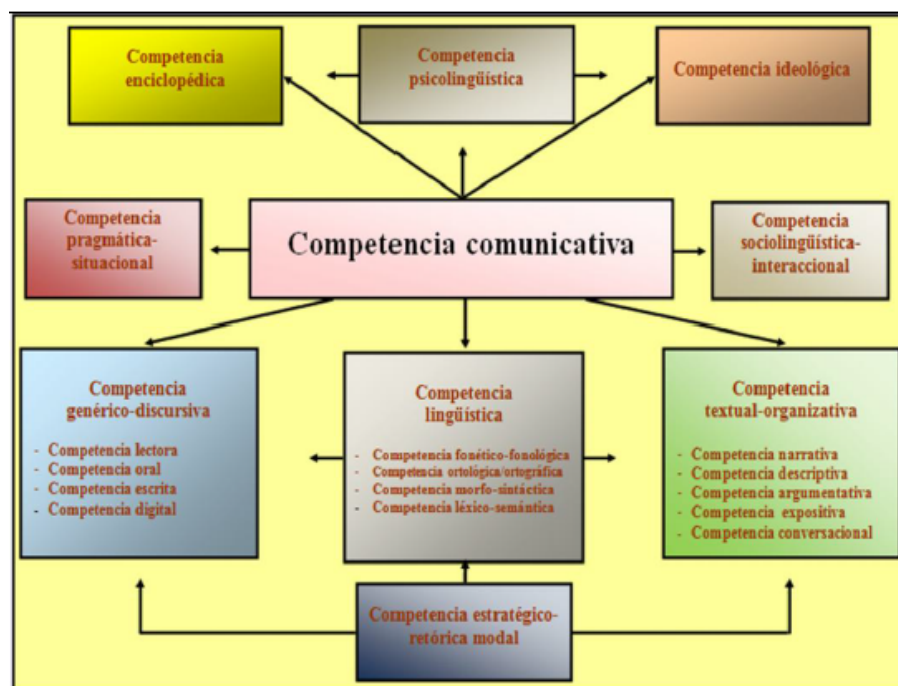 Competencia
enciclopédica
Competencia
psicolingüística
Competencia ideológica
Competencia
pragmática-
situacional
Competencia comunicativa
Competencia
sociolingüística-
interaccional
Competencia
genérico-discursiva
- Competencia lectora
- Competencia oral
- Competencia escrita
- Competencia digital
Competencia
lingüística
- Competencia fonético-fonológica
- Competencia ortológica/ortográfica
- Competencia morfo-sintáctica
- Competencia léxico-semántica
Competencia
textual-organizativa
- Competencia narrativa
- Competencia descriptiva
- Competencia argumentativa
- Competencia expositiva
- Competencia conversacional
Competencia estratégico-
retórica modal